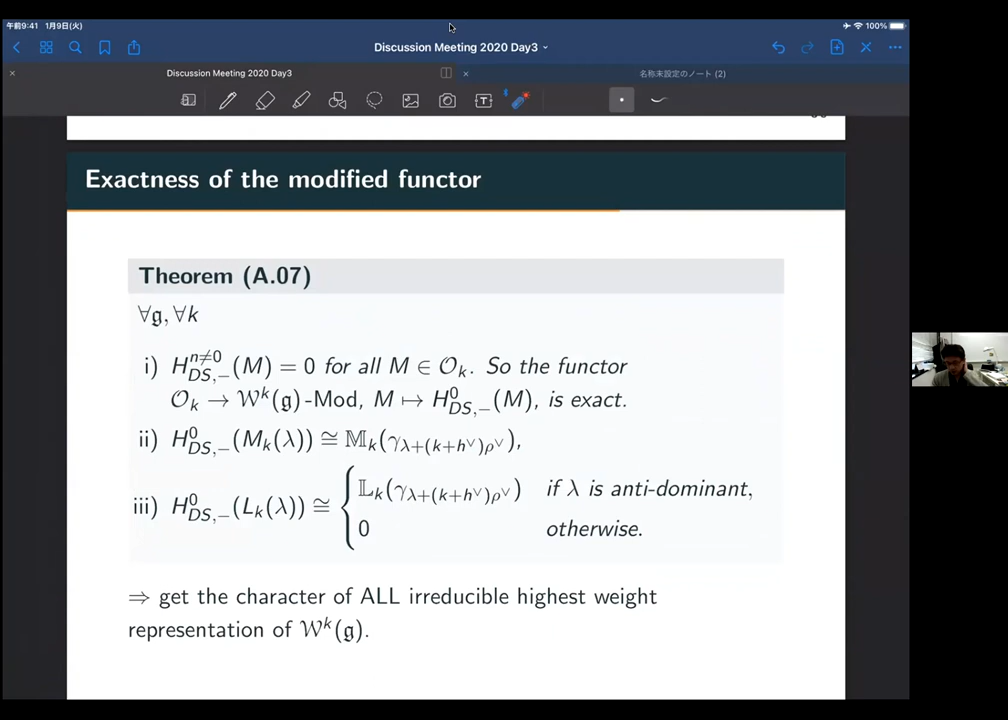 午前9:41 1月9日(火)
100%
Discussion Meeting 2020 Day3
Discussion Meeting 2020 Day3
名称未設定のノート (2)
T
Exactness of the modified functor
Theorem (A.07)
∀𝔤, ∀k
i) H^{n≠0}_{DS,−}(M) = 0 for all M ∈ 𝒪_k. So the functor
𝒪_k → 𝒲^k(𝔤)-Mod, M ↦ H^0_{DS,−}(M), is exact.
ii) H^0_{DS,−}(M_k(λ)) ≅ 𝕄_k(γ_{λ+(k+h^∨)ρ^∨}),
iii) H^0_{DS,−}(L_k(λ)) ≅ { 𝕃_k(γ_{λ+(k+h^∨)ρ^∨}) if λ is anti-dominant,
0 otherwise.
⇒ get the character of ALL irreducible highest weight
representation of 𝒲^k(𝔤).